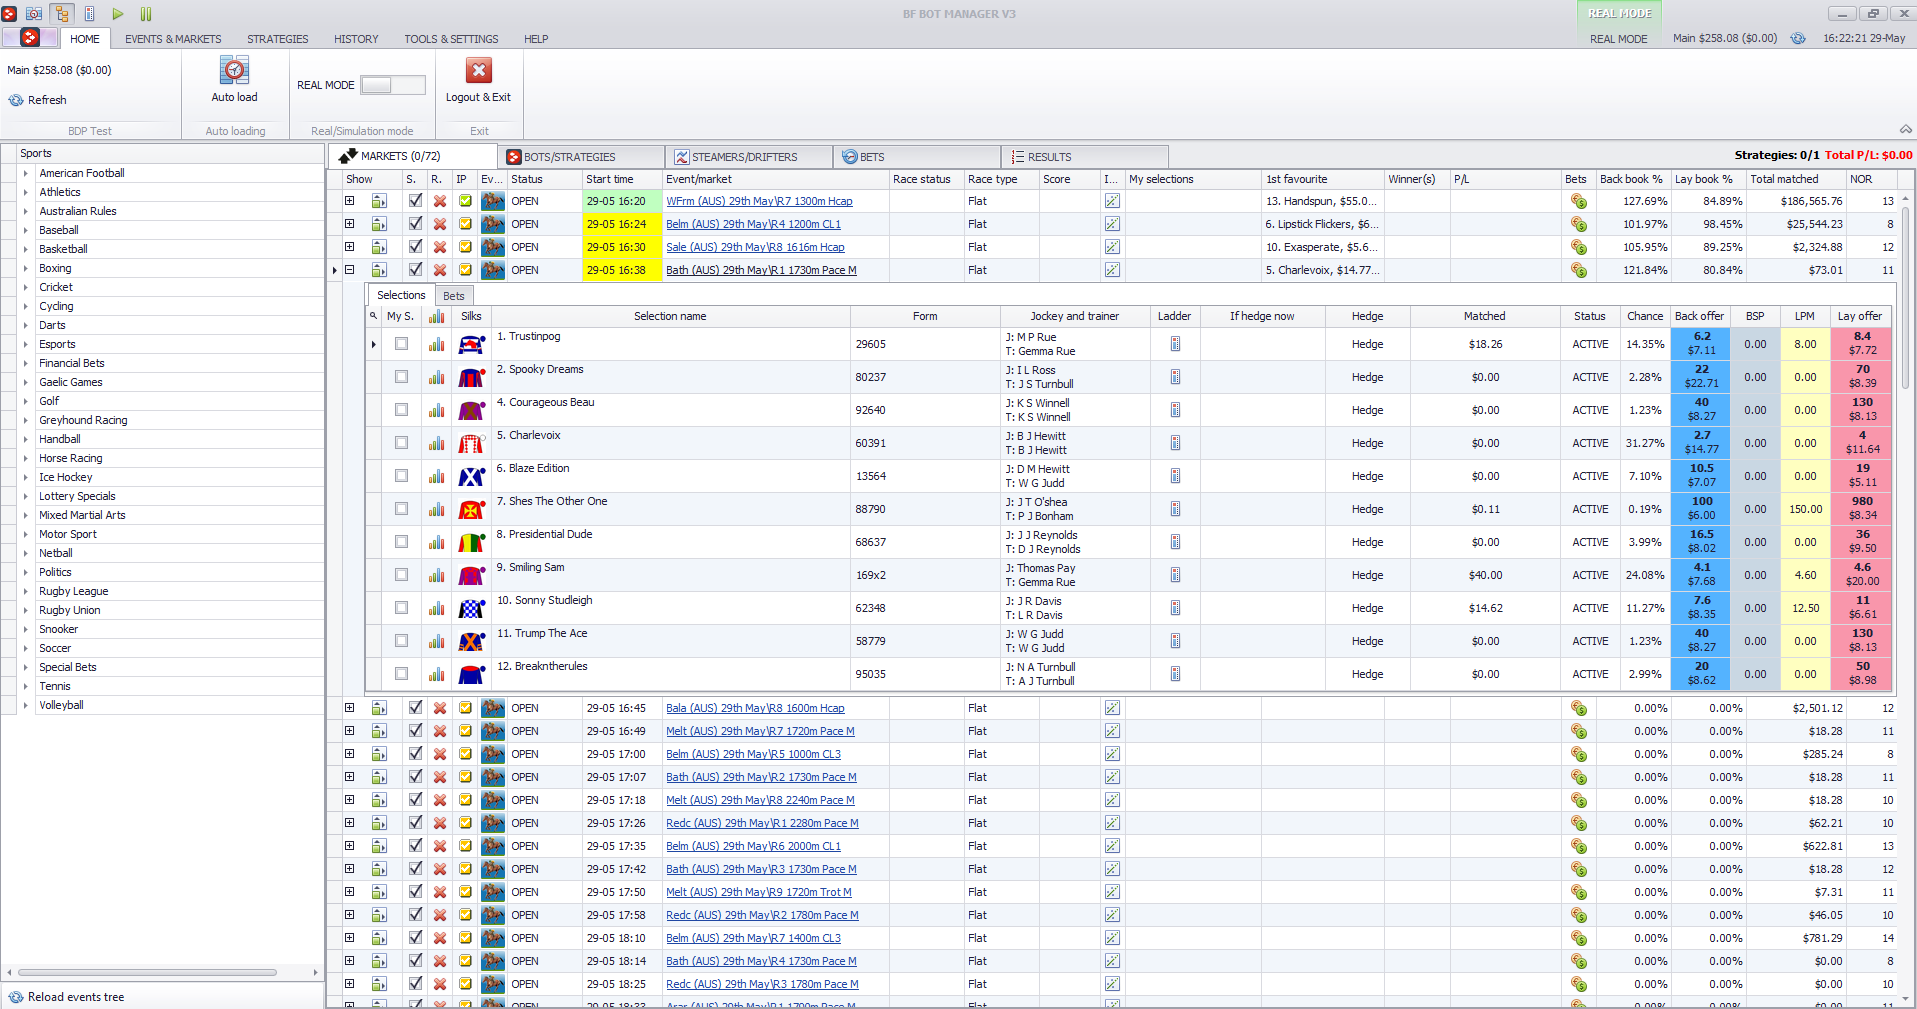 BF BOT MANAGER V3
REAL MODE
HOME EVENTS & MARKETS STRATEGIES HISTORY TOOLS & SETTINGS HELP
REAL MODE Main $258.08 ($0.00) 16:22:21 29-May
Main $258.08 ($0.00)
Refresh
BDP Test
Auto load
Auto loading
REAL MODE
Real/Simulation mode
Logout & Exit
Exit
Sports
American Football
Athletics
Australian Rules
Baseball
Basketball
Boxing
Cricket
Cycling
Darts
Esports
Financial Bets
Gaelic Games
Golf
Greyhound Racing
Handball
Horse Racing
Ice Hockey
Lottery Specials
Mixed Martial Arts
Motor Sport
Netball
Politics
Rugby League
Rugby Union
Snooker
Soccer
Special Bets
Tennis
Volleyball
Reload events tree
MARKETS (0/72) BOTS/STRATEGIES STEAMERS/DRIFTERS BETS RESULTS
Strategies: 0/1 Total P/L: $0.00
Show S. R. IP Ev... Status Start time Event/market Race status Race type Score I... My selections 1st favourite Winner(s) P/L Bets Back book % Lay book % Total matched NOR
OPEN 29-05 16:20 WFrm (AUS) 29th May\R7 1300m Hcap Flat 13. Handspun, $55.0... 127.69% 84.89% $186,565.76 13
OPEN 29-05 16:24 Belm (AUS) 29th May\R4 1200m CL1 Flat 6. Lipstick Flickers, $6... 101.97% 98.45% $25,544.23 8
OPEN 29-05 16:30 Sale (AUS) 29th May\R8 1616m Hcap Flat 10. Exasperate, $5.6... 105.95% 89.25% $2,324.88 12
OPEN 29-05 16:38 Bath (AUS) 29th May\R1 1730m Pace M Flat 5. Charlevoix, $14.77... 121.84% 80.84% $73.01 11
Selections Bets
My S. Silks Selection name Form Jockey and trainer Ladder If hedge now Hedge Matched Status Chance Back offer BSP LPM Lay offer
1. Trustinpog 29605 J: M P Rue T: Gemma Rue Hedge $18.26 ACTIVE 14.35% 6.2 $7.11 0.00 8.00 8.4 $7.72
2. Spooky Dreams 80237 J: I L Ross T: J S Turnbull Hedge $0.00 ACTIVE 2.28% 22 $22.71 0.00 0.00 70 $8.39
4. Courageous Beau 92640 J: K S Winnell T: K S Winnell Hedge $0.00 ACTIVE 1.23% 40 $8.27 0.00 0.00 130 $8.13
5. Charlevoix 60391 J: B J Hewitt T: B J Hewitt Hedge $0.00 ACTIVE 31.27% 2.7 $14.77 0.00 0.00 4 $11.64
6. Blaze Edition 13564 J: D M Hewitt T: W G Judd Hedge $0.00 ACTIVE 7.10% 10.5 $7.07 0.00 0.00 19 $5.11
7. Shes The Other One 88790 J: J T O'shea T: P J Bonham Hedge $0.11 ACTIVE 0.19% 100 $6.00 0.00 150.00 980 $8.34
8. Presidential Dude 68637 J: J J Reynolds T: D J Reynolds Hedge $0.00 ACTIVE 3.99% 16.5 $8.02 0.00 0.00 36 $9.50
9. Smiling Sam 169x2 J: Thomas Pay T: Gemma Rue Hedge $40.00 ACTIVE 24.08% 4.1 $7.68 0.00 4.60 4.6 $20.00
10. Sonny Studleigh 62348 J: J R Davis T: L R Davis Hedge $14.62 ACTIVE 11.27% 7.6 $8.35 0.00 12.50 11 $6.61
11. Trump The Ace 58779 J: W G Judd T: W G Judd Hedge $0.00 ACTIVE 1.23% 40 $8.27 0.00 0.00 130 $8.13
12. Breakntherules 95035 J: N A Turnbull T: A J Turnbull Hedge $0.00 ACTIVE 2.99% 20 $8.62 0.00 0.00 50 $8.98
OPEN 29-05 16:45 Bala (AUS) 29th May\R8 1600m Hcap Flat 0.00% 0.00% $2,501.12 12
OPEN 29-05 16:49 Melt (AUS) 29th May\R7 1720m Pace M Flat 0.00% 0.00% $18.28 11
OPEN 29-05 17:00 Belm (AUS) 29th May\R5 1000m CL3 Flat 0.00% 0.00% $285.24 8
OPEN 29-05 17:07 Bath (AUS) 29th May\R2 1730m Pace M Flat 0.00% 0.00% $18.28 11
OPEN 29-05 17:18 Melt (AUS) 29th May\R8 2240m Pace M Flat 0.00% 0.00% $18.28 10
OPEN 29-05 17:26 Redc (AUS) 29th May\R1 2280m Pace M Flat 0.00% 0.00% $62.21 10
OPEN 29-05 17:35 Belm (AUS) 29th May\R6 2000m CL1 Flat 0.00% 0.00% $622.81 13
OPEN 29-05 17:42 Bath (AUS) 29th May\R3 1730m Pace M Flat 0.00% 0.00% $18.28 12
OPEN 29-05 17:50 Melt (AUS) 29th May\R9 1720m Trot M Flat 0.00% 0.00% $7.31 11
OPEN 29-05 17:58 Redc (AUS) 29th May\R2 1780m Pace M Flat 0.00% 0.00% $46.05 10
OPEN 29-05 18:10 Belm (AUS) 29th May\R7 1400m CL3 Flat 0.00% 0.00% $781.29 14
OPEN 29-05 18:14 Bath (AUS) 29th May\R4 1730m Pace M Flat 0.00% 0.00% $0.00 8
OPEN 29-05 18:25 Redc (AUS) 29th May\R3 1780m Pace M Flat 0.00% 0.00% $0.00 10